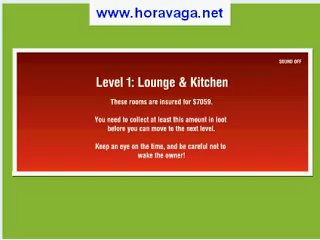 www.horavaga.net
SOUND OFF
Level 1: Lounge & Kitchen
These rooms are insured for $7059.
You need to collect at least this amount in loot
before you can move to the next level.
Keep an eye on the time, and be careful not to
wake the owner!